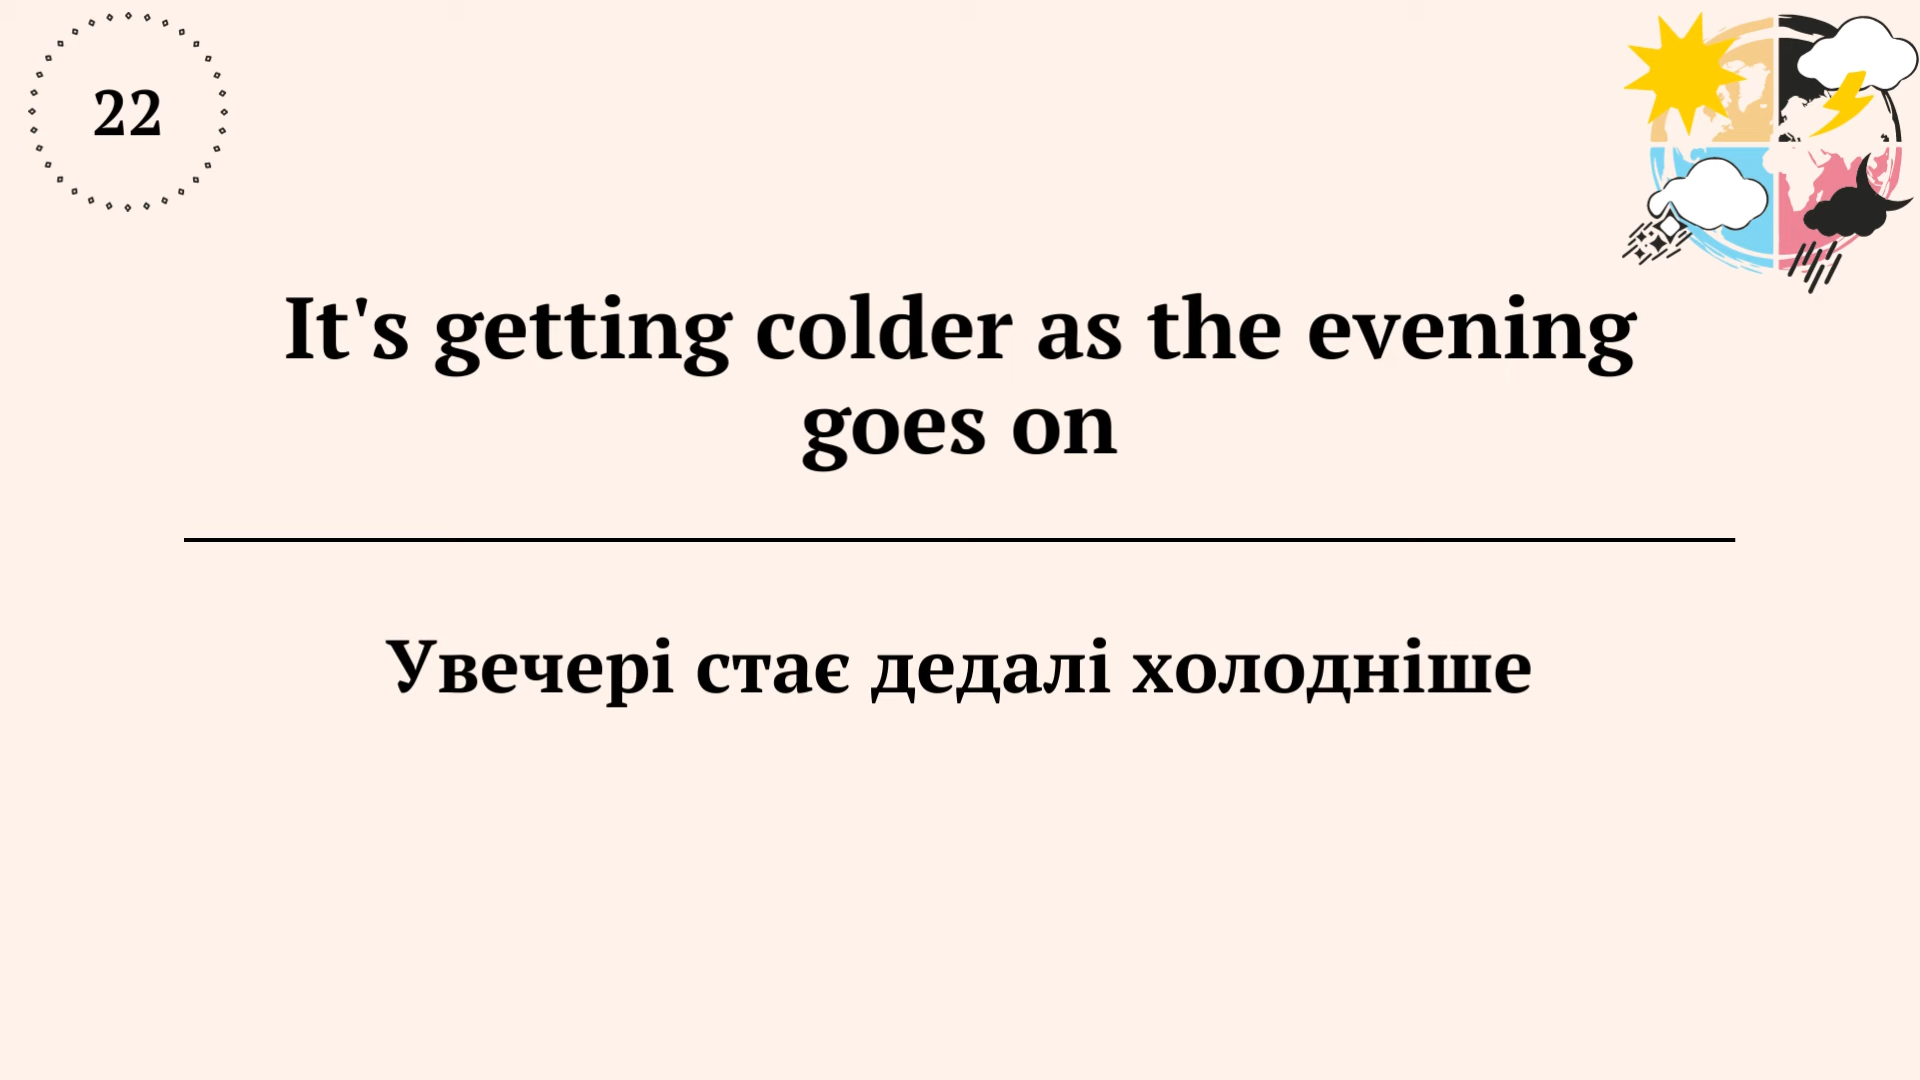 22
It's getting colder as the evening
goes on
Увечері стає дедалі холодніше